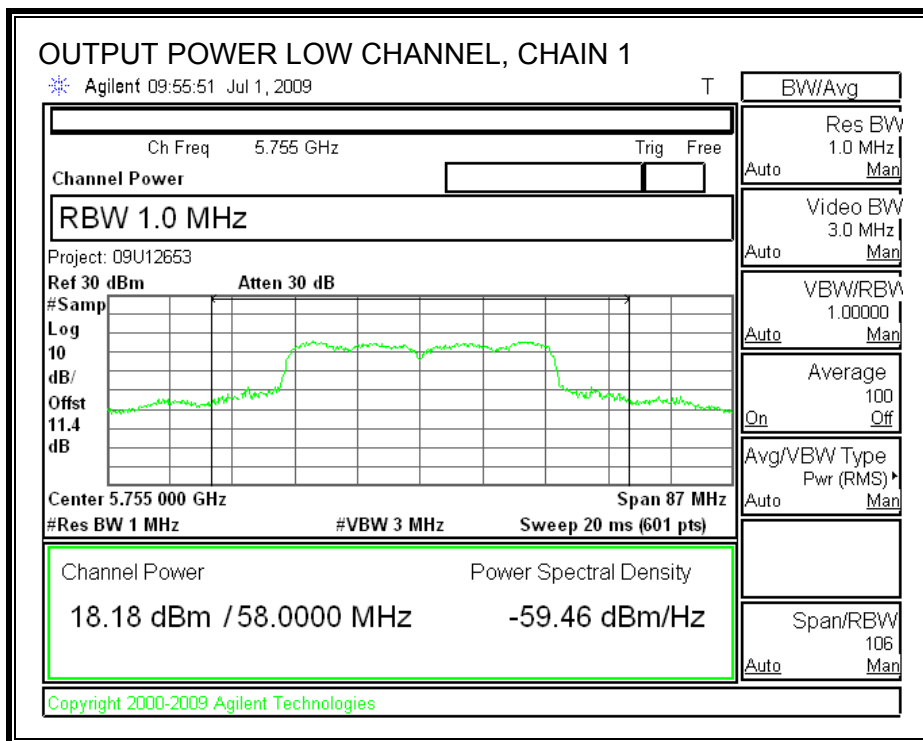 OUTPUT POWER LOW CHANNEL, CHAIN 1
Agilent 09:55:51 Jul 1, 2009 T
Ch Freq 5.755 GHz Trig Free
Channel Power
RBW 1.0 MHz
Project: 09U12653
Ref 30 dBm Atten 30 dB
#Samp
Log
10
dB/
Offst
11.4
dB
Center 5.755 000 GHz Span 87 MHz
#Res BW 1 MHz #VBW 3 MHz Sweep 20 ms (601 pts)
Channel Power Power Spectral Density
18.18 dBm / 58.0000 MHz -59.46 dBm/Hz
Copyright 2000-2009 Agilent Technologies
BW/Avg
Res BW
1.0 MHz
Auto Man
Video BW
3.0 MHz
Auto Man
VBW/RBW
1.00000
Auto Man
Average
100
On Off
Avg/VBW Type
Pwr (RMS)
Auto Man
Span/RBW
106
Auto Man